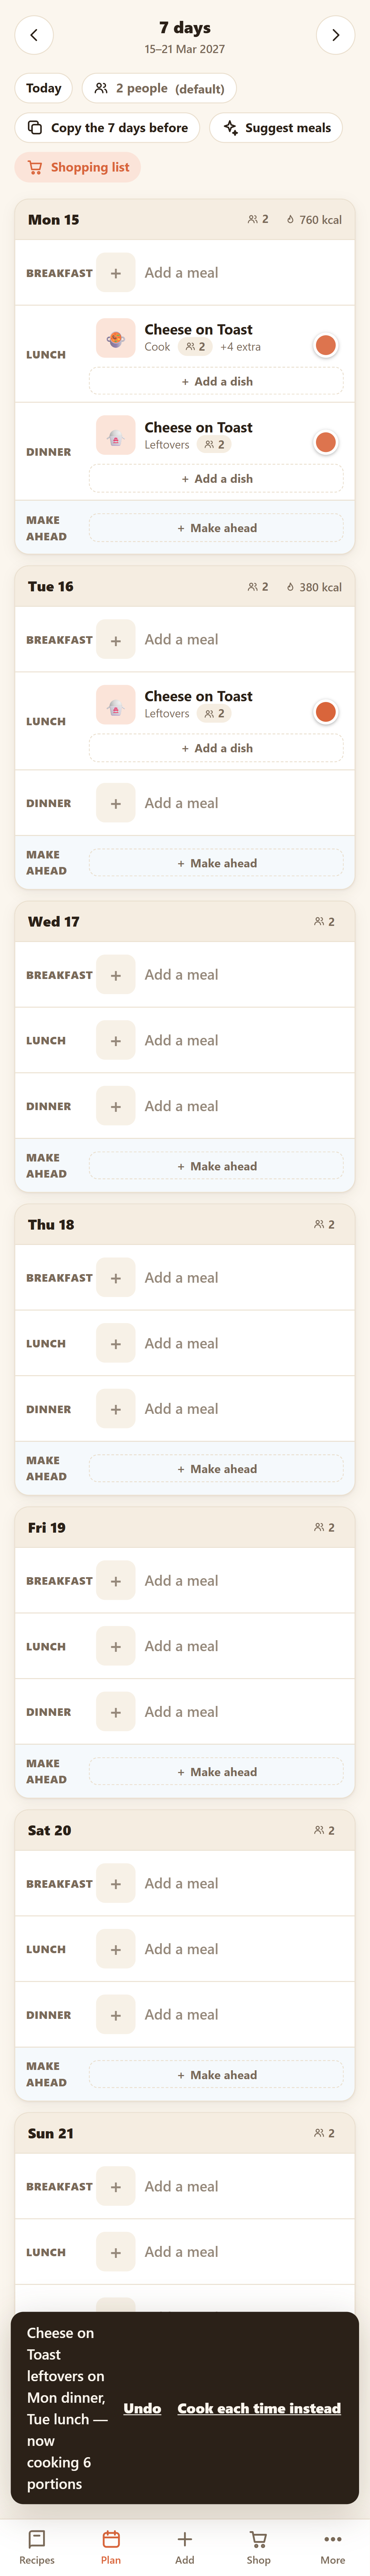 7 days
15–21 Mar 2027
Today
2 people (default)
Copy the 7 days before
Suggest meals
Shopping list
Mon 15
2
760 kcal
BREAKFAST
+
Add a meal
LUNCH
Cheese on Toast
Cook
2
+4 extra
+ Add a dish
DINNER
Cheese on Toast
Leftovers
2
+ Add a dish
MAKE
AHEAD
+ Make ahead
Tue 16
2
380 kcal
BREAKFAST
+
Add a meal
LUNCH
Cheese on Toast
Leftovers
2
+ Add a dish
DINNER
+
Add a meal
MAKE
AHEAD
+ Make ahead
Wed 17
2
BREAKFAST
+
Add a meal
LUNCH
+
Add a meal
DINNER
+
Add a meal
MAKE
AHEAD
+ Make ahead
Thu 18
2
BREAKFAST
+
Add a meal
LUNCH
+
Add a meal
DINNER
+
Add a meal
MAKE
AHEAD
+ Make ahead
Fri 19
2
BREAKFAST
+
Add a meal
LUNCH
+
Add a meal
DINNER
+
Add a meal
MAKE
AHEAD
+ Make ahead
Sat 20
2
BREAKFAST
+
Add a meal
LUNCH
+
Add a meal
DINNER
+
Add a meal
MAKE
AHEAD
+ Make ahead
Sun 21
2
BREAKFAST
+
Add a meal
LUNCH
+
Add a meal
Cheese on
Toast
leftovers on
Mon dinner,
Tue lunch —
now
cooking 6
portions
Undo
Cook each time instead
Recipes
Plan
Add
Shop
More